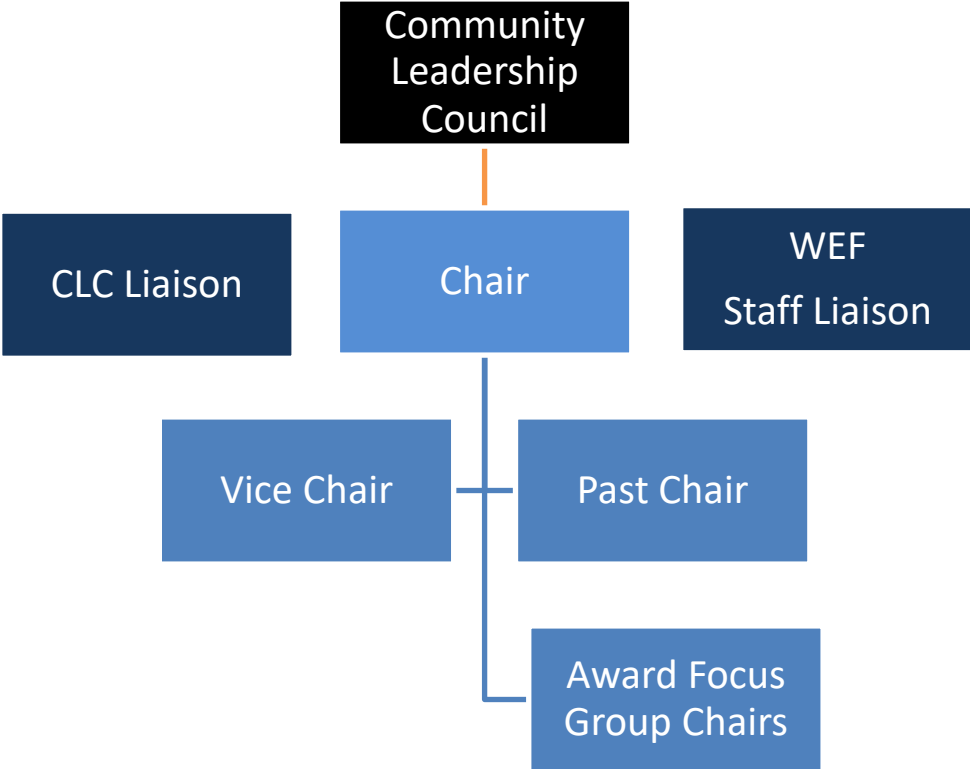 Community
Leadership
Council
CLC Liaison
Chair
WEF
Staff Liaison
Vice Chair
Past Chair
Award Focus
Group Chairs